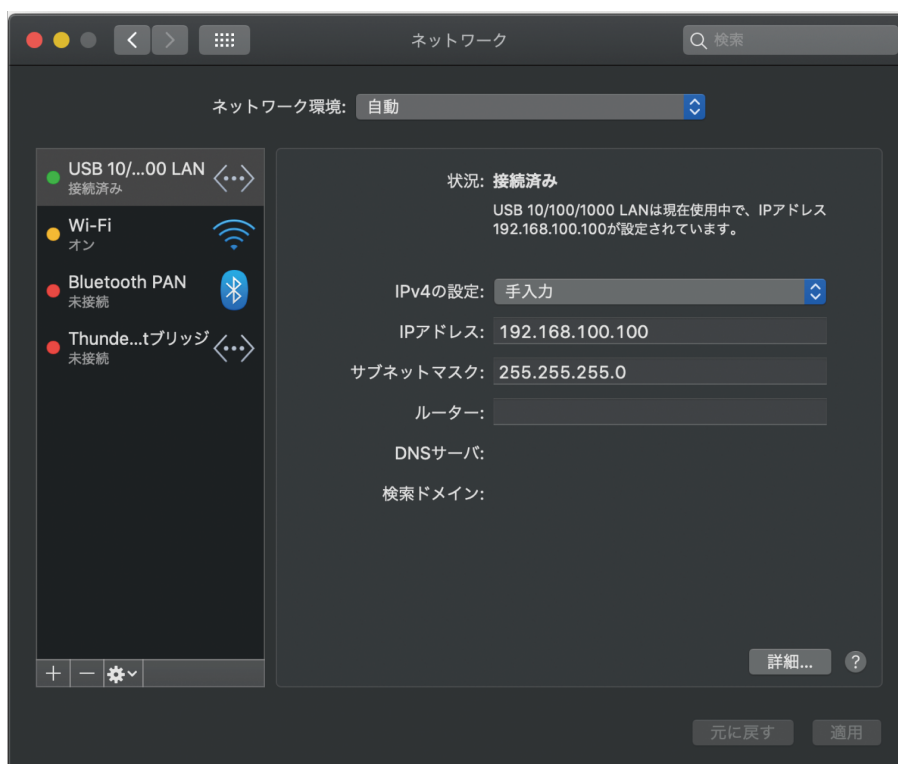 ネットワーク
検索
ネットワーク環境: 自動
USB 10/...00 LAN
接続済み
Wi-Fi
オン
Bluetooth PAN
未接続
Thunde...tブリッジ
未接続
状況: 接続済み
USB 10/100/1000 LANは現在使用中で、IPアドレス
192.168.100.100が設定されています。
IPv4の設定: 手入力
IPアドレス: 192.168.100.100
サブネットマスク: 255.255.255.0
ルーター:
DNSサーバ:
検索ドメイン:
詳細... ?
元に戻す 適用